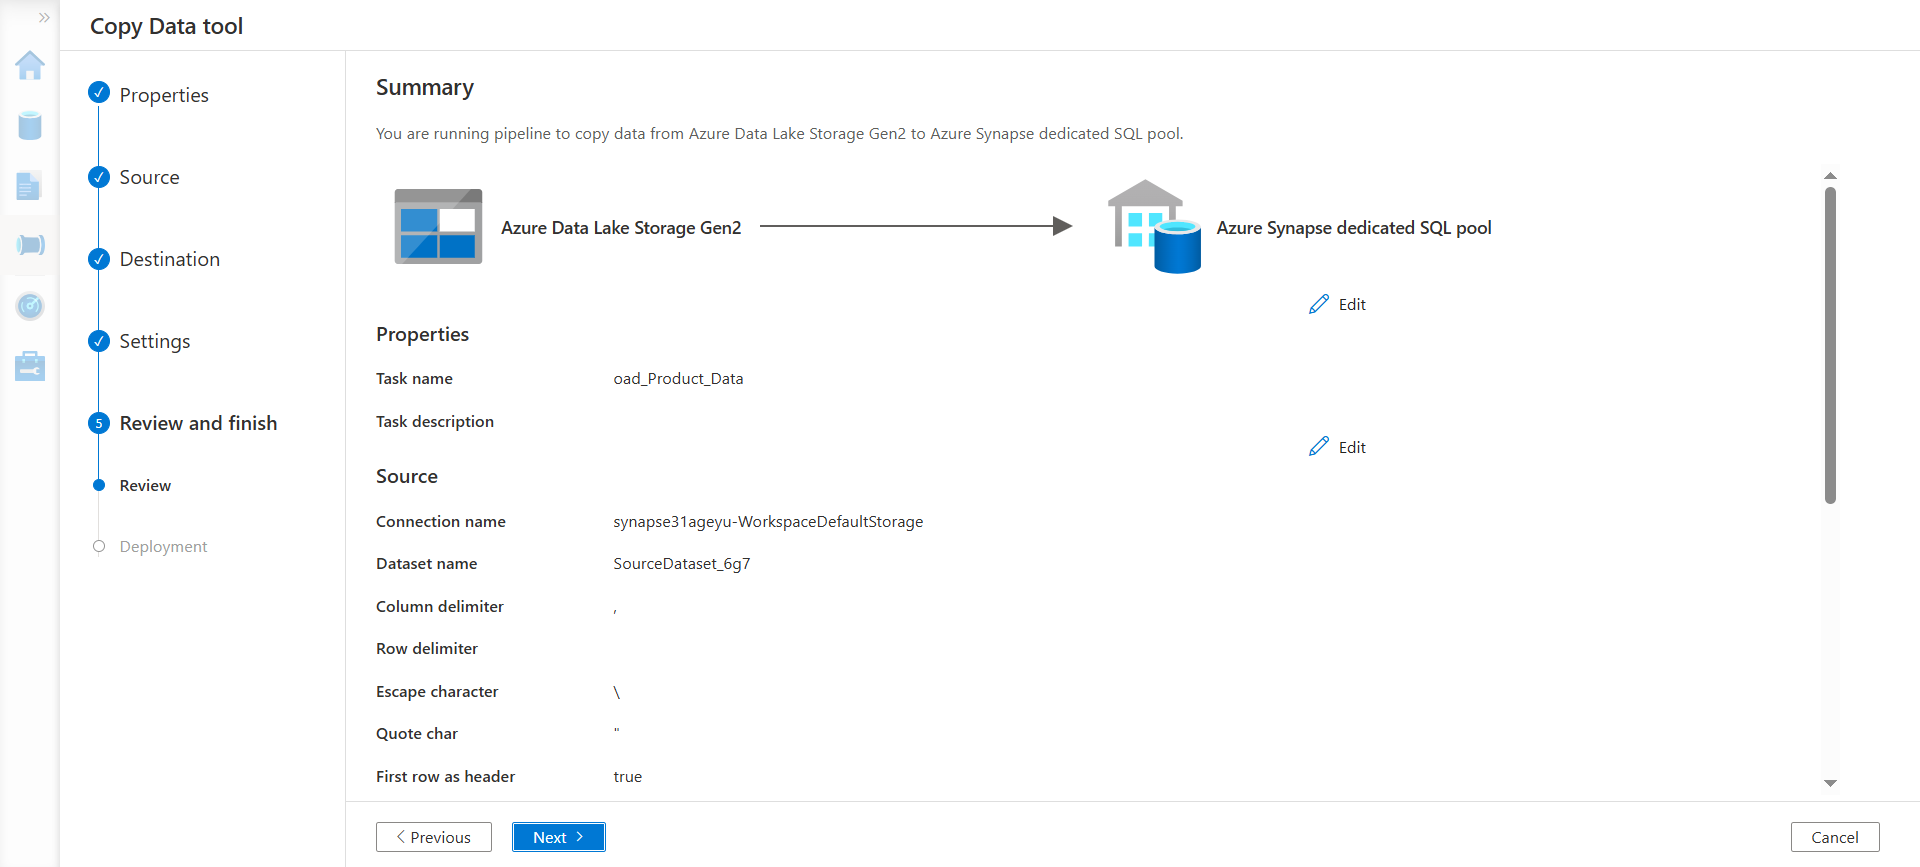 Copy Data tool
Properties
Source
Destination
Settings
5 Review and finish
Review
Deployment
Summary
You are running pipeline to copy data from Azure Data Lake Storage Gen2 to Azure Synapse dedicated SQL pool.
Azure Data Lake Storage Gen2
Azure Synapse dedicated SQL pool
Edit
Properties
Task name oad_Product_Data
Task description
Edit
Source
Connection name synapse31ageyu-WorkspaceDefaultStorage
Dataset name SourceDataset_6g7
Column delimiter ,
Row delimiter
Escape character \
Quote char "
First row as header true
Previous
Next
Cancel